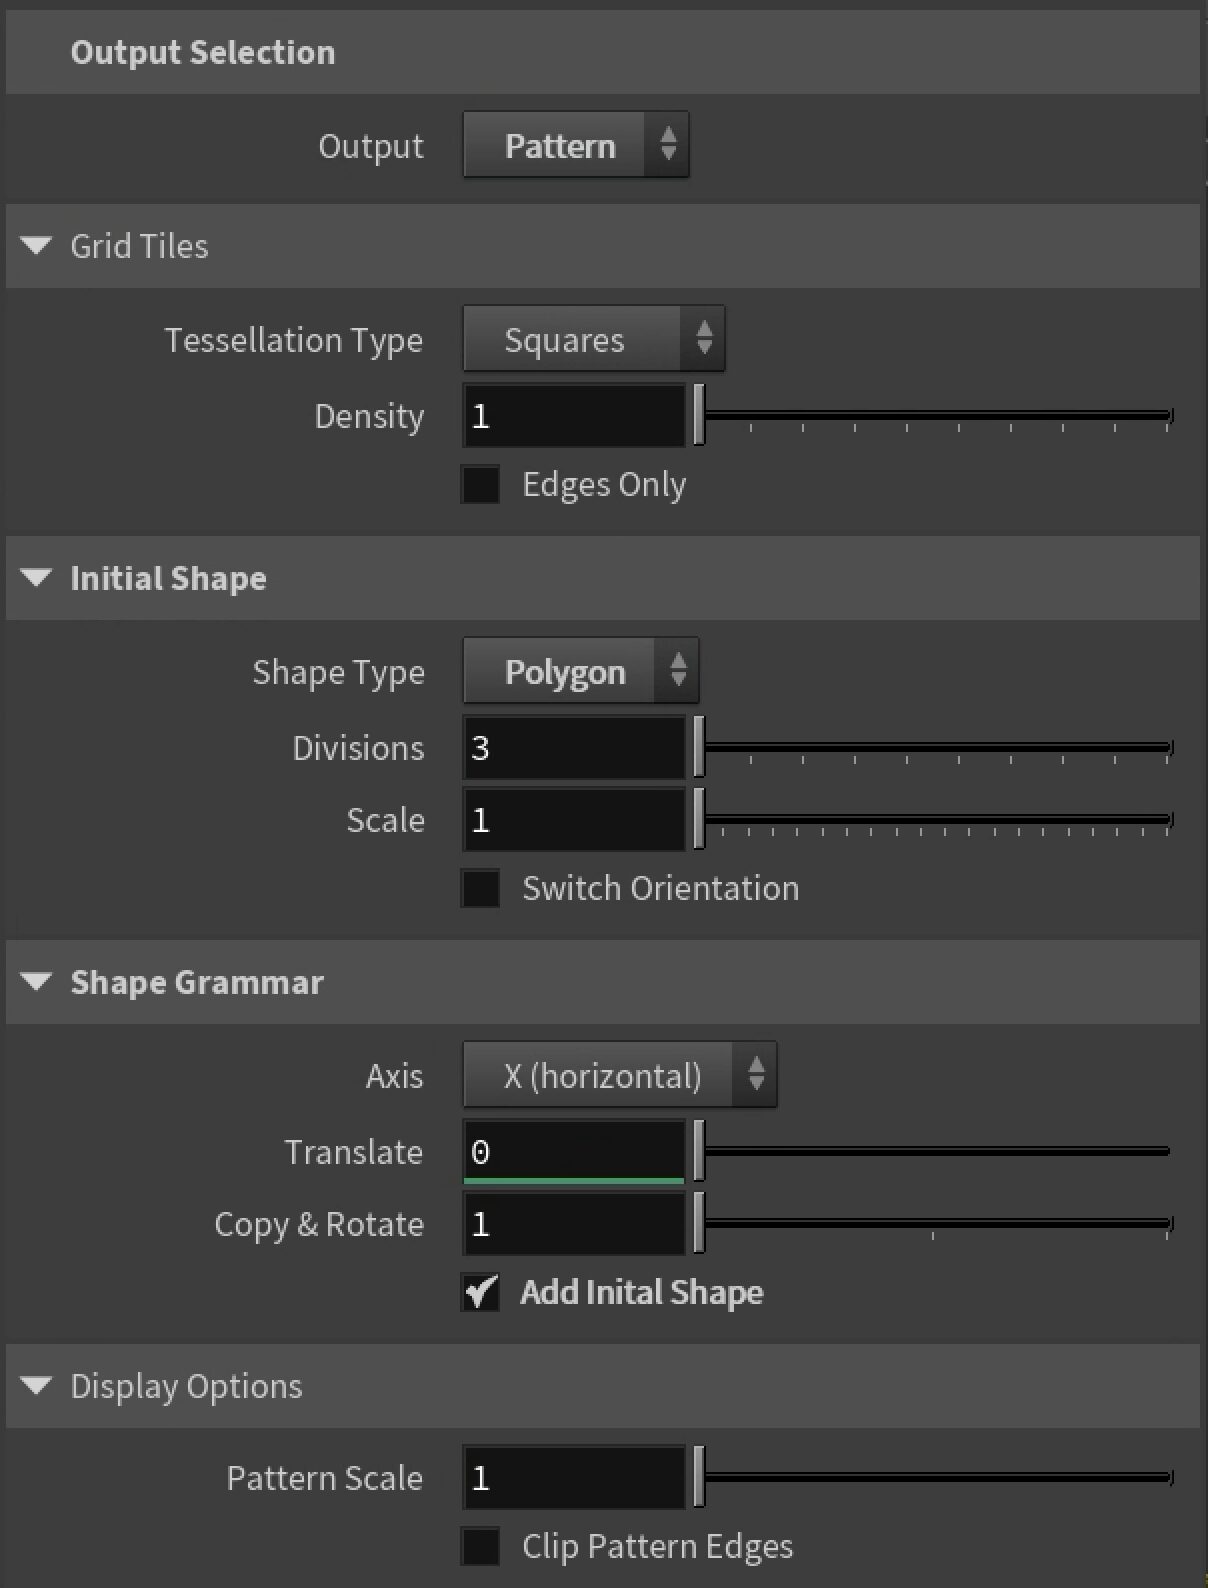 Output Selection
Output Pattern
Grid Tiles
Tessellation Type Squares
Density 1
Edges Only
Initial Shape
Shape Type Polygon
Divisions 3
Scale 1
Switch Orientation
Shape Grammar
Axis X (horizontal)
Translate 0
Copy & Rotate 1
Add Inital Shape
Display Options
Pattern Scale 1
Clip Pattern Edges